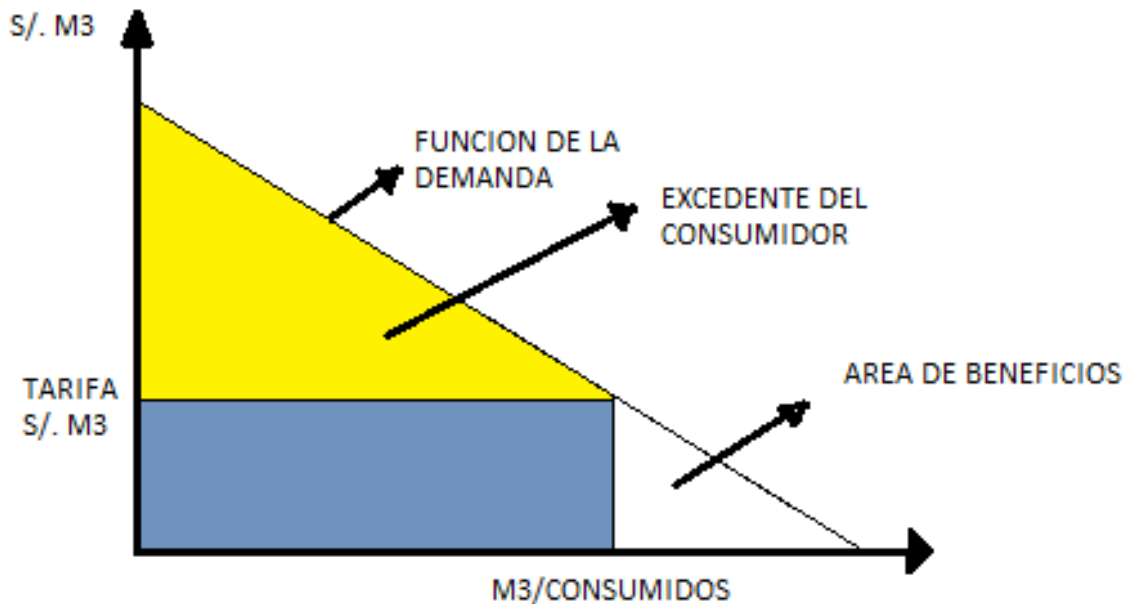 S/. M3
FUNCION DE LA
DEMANDA
EXCEDENTE DEL
CONSUMIDOR
AREA DE BENEFICIOS
TARIFA
S/. M3
M3/CONSUMIDOS